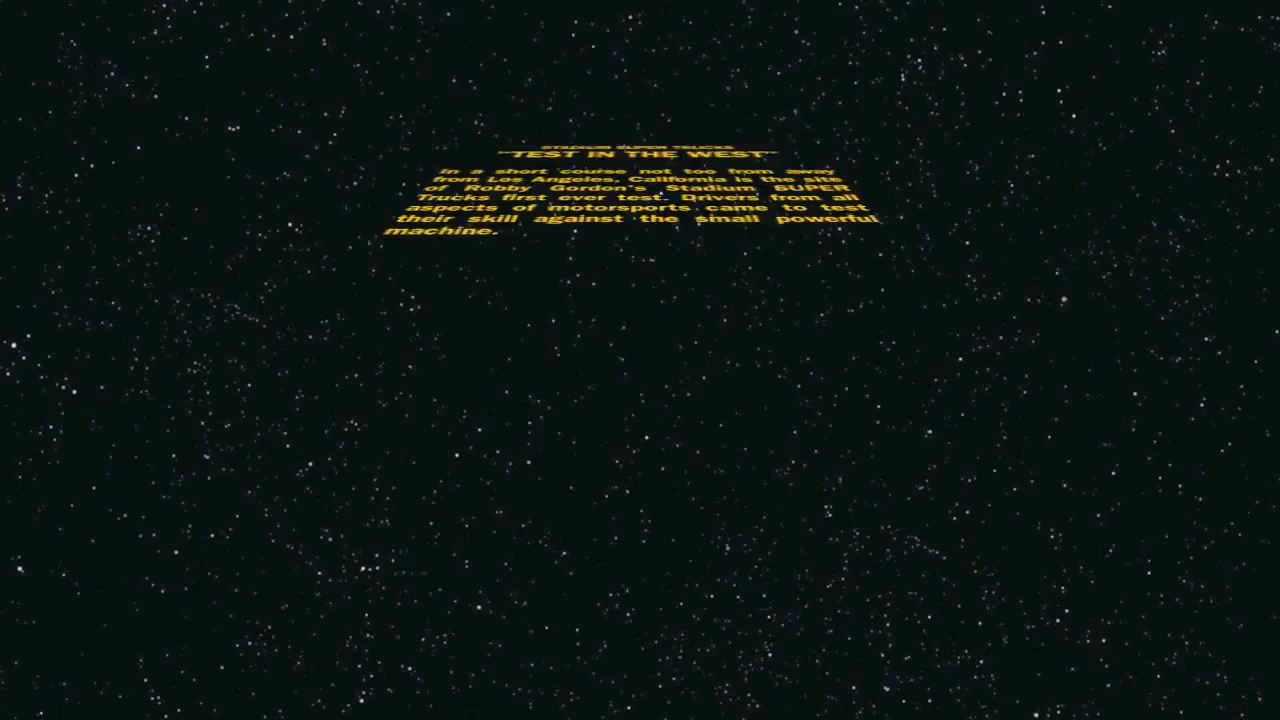 STADIUM SUPER TRUCKS
"TEST IN THE WEST"
In a short course not too from away
from Los Angeles, California is the site
of Robby Gordon's Stadium SUPER
Trucks first ever test. Drivers from all
aspects of motorsports came to test
their skill against the small powerful
machine.